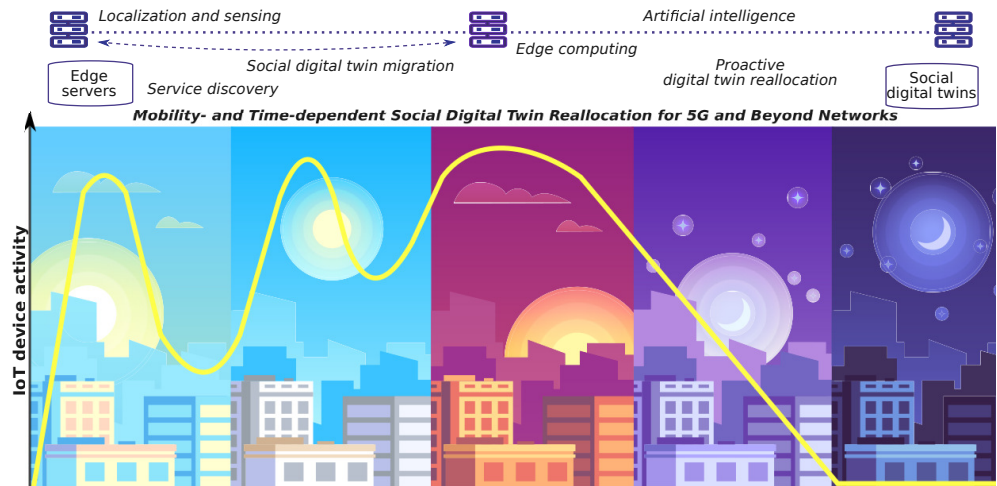 Localization and sensing
Artificial intelligence
Edge computing
Social digital twin migration
Proactive
digital twin reallocation
Edge
servers
Service discovery
Social
digital twins
Mobility- and Time-dependent Social Digital Twin Reallocation for 5G and Beyond Networks
IoT device activity